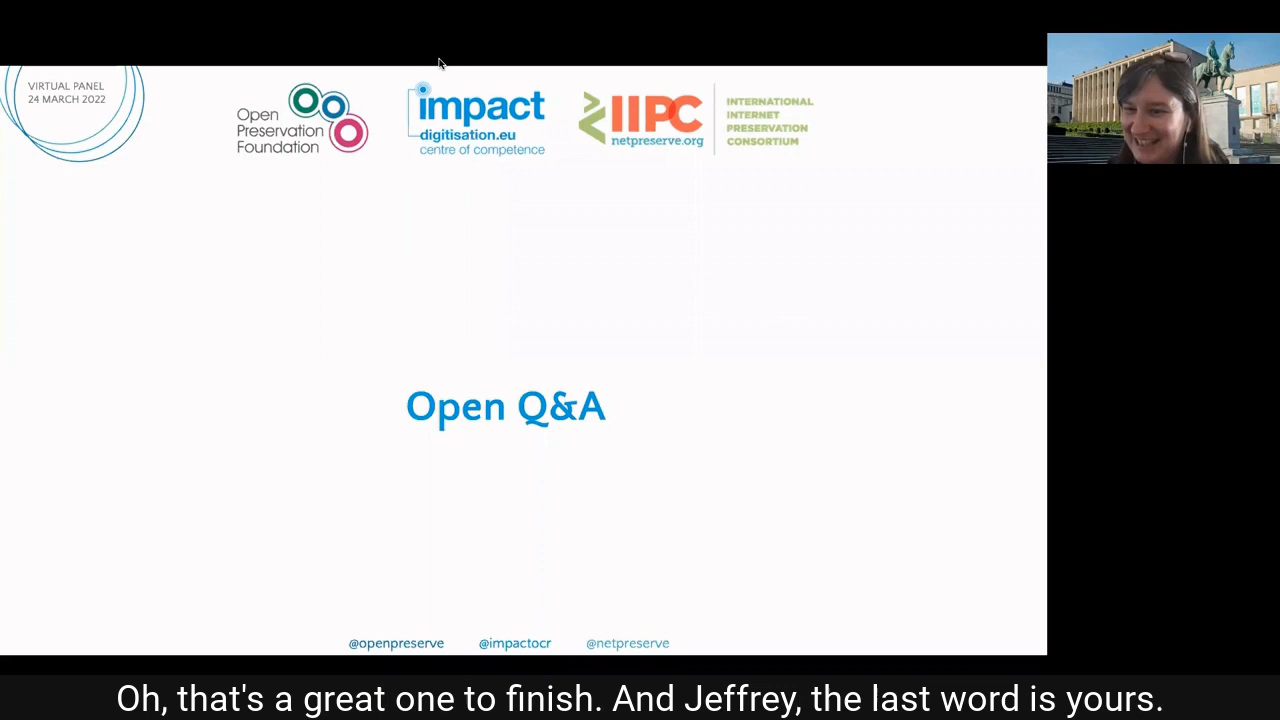 VIRTUAL PANEL
24 MARCH 2022
Open
Preservation
Foundation
impact
digitisation.eu
centre of competence
IIPC
netpreserve.org
INTERNATIONAL
INTERNET
PRESERVATION
CONSORTIUM
Open Q&A
@openpreserve @impactocr @netpreserve
Oh, that's a great one to finish. And Jeffrey, the last word is yours.